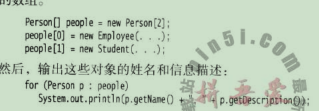 的数组。
Person[] people = new Person[2];
people[0] = new Employee(. . .);
people[1] = new Student(. . .);
然后，输出这些对象的姓名和信息描述：
for (Person p : people)
System.out.println(p.getName() + p.getDescription());